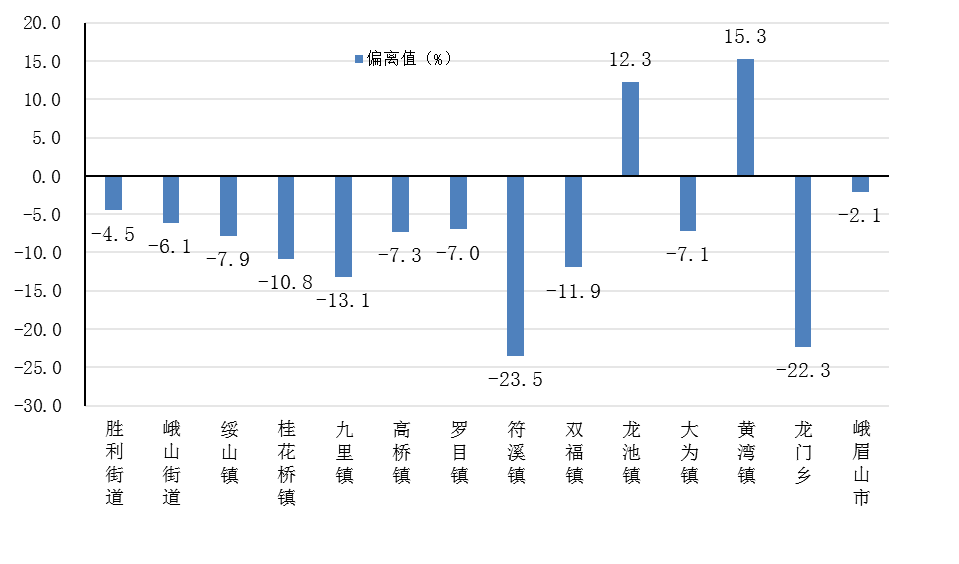 20.0
15.0
10.0
5.0
0.0
-5.0
-10.0
-15.0
-20.0
-25.0
-30.0
偏离值（%）
-4.5
-6.1
-7.9
-10.8
-13.1
-7.3
-7.0
-23.5
-11.9
12.3
-7.1
15.3
-22.3
-2.1
胜利街道
峨山街道
绥山镇
桂花桥镇
九里镇
高桥镇
罗目镇
符溪镇
双福镇
龙池镇
大为镇
黄湾镇
龙门乡
峨眉山市